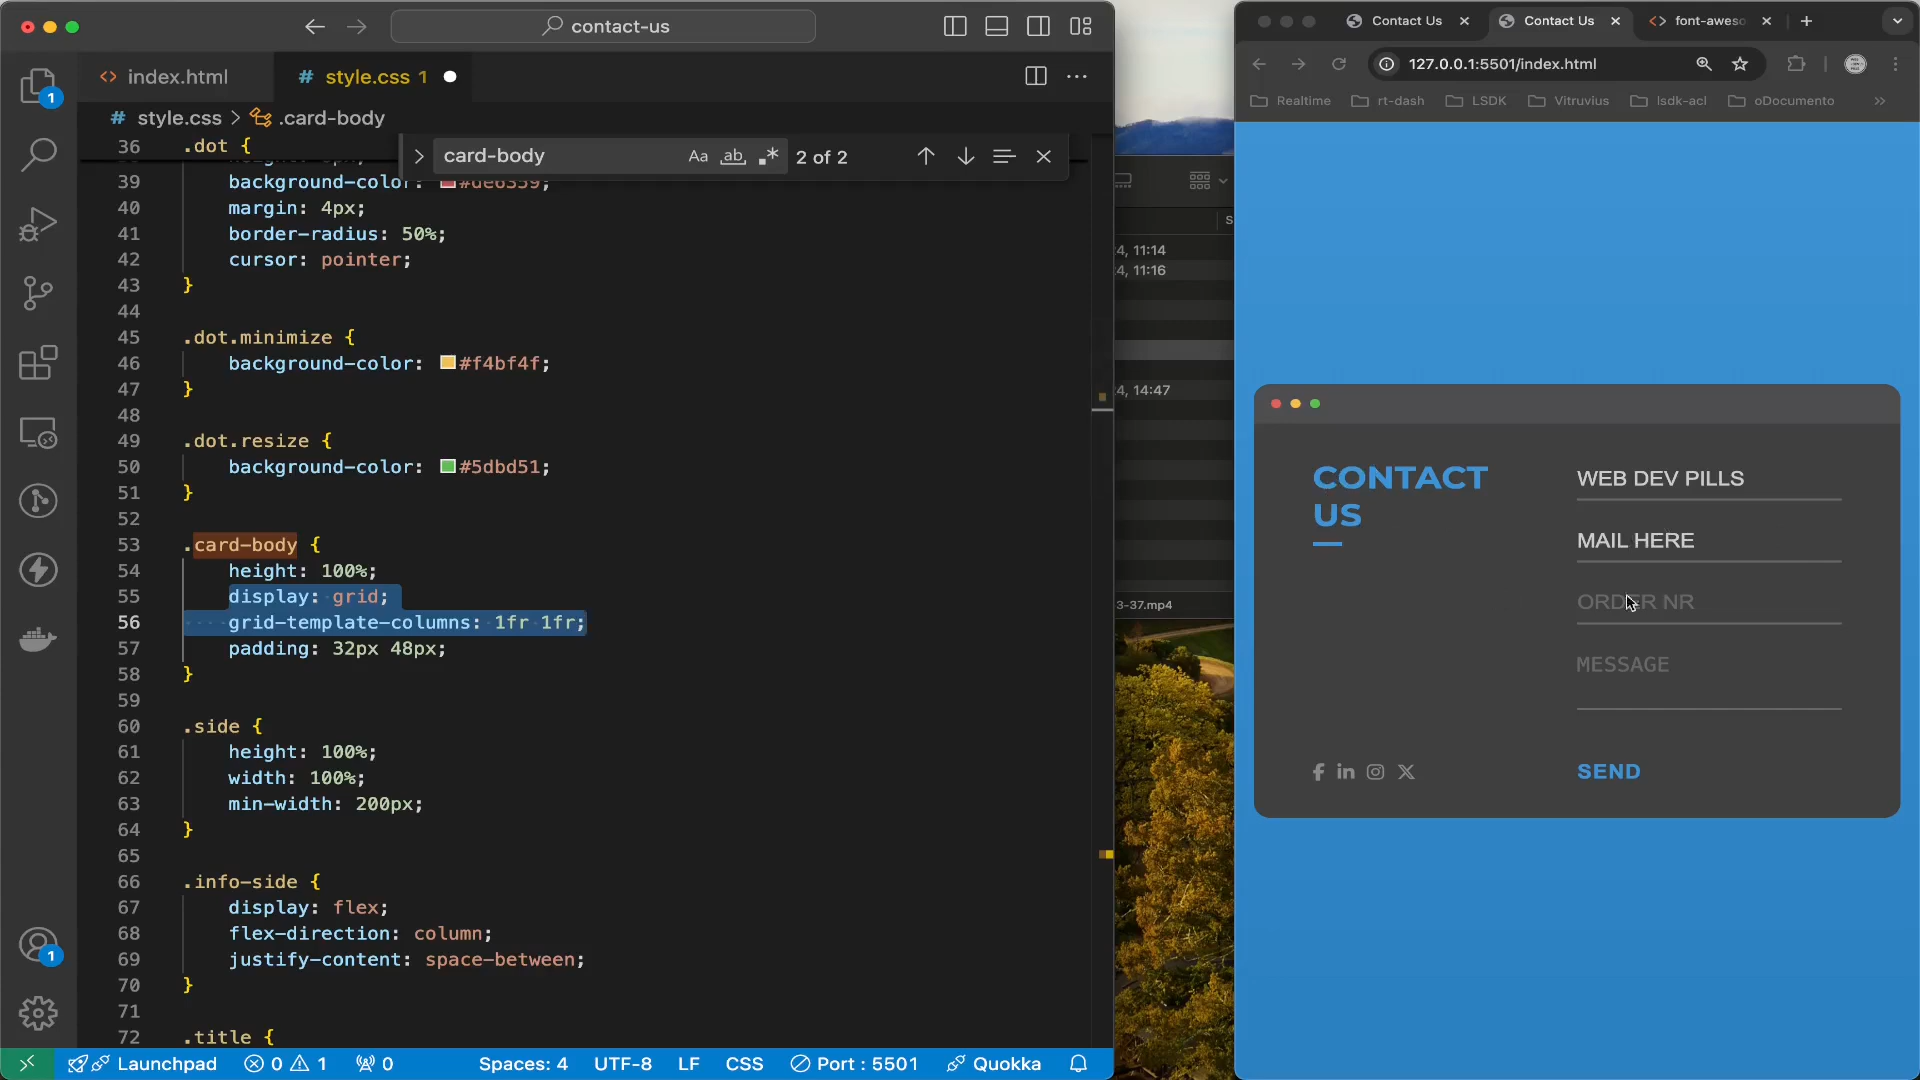 contact-us
index.html
# style.css 1
# style.css > .card-body
card-body
Aa ab
2 of 2
36 .dot {
39 background-color: #de6359;
40 margin: 4px;
41 border-radius: 50%;
42 cursor: pointer;
43 }
44
45 .dot.minimize {
46 background-color: #f4bf4f;
47 }
48
49 .dot.resize {
50 background-color: #5dbd51;
51 }
52
53 .card-body {
54 height: 100%;
55 display: grid;
56 grid-template-columns: 1fr 1fr;
57 padding: 32px 48px;
58 }
59
60 .side {
61 height: 100%;
62 width: 100%;
63 min-width: 200px;
64 }
65
66 .info-side {
67 display: flex;
68 flex-direction: column;
69 justify-content: space-between;
70 }
71
72 .title {
1
1
Launchpad 0 1 0 Spaces: 4 UTF-8 LF CSS Port : 5501 Quokka
S
4, 11:14
4, 11:16
4, 14:47
3-37.mp4
Contact Us Contact Us <> font-aweso
127.0.0.1:5501/index.html
Realtime rt-dash LSDK Vitruvius lsdk-acl oDocumento
CONTACT
US
WEB DEV PILLS
MAIL HERE
ORDER NR
MESSAGE
SEND